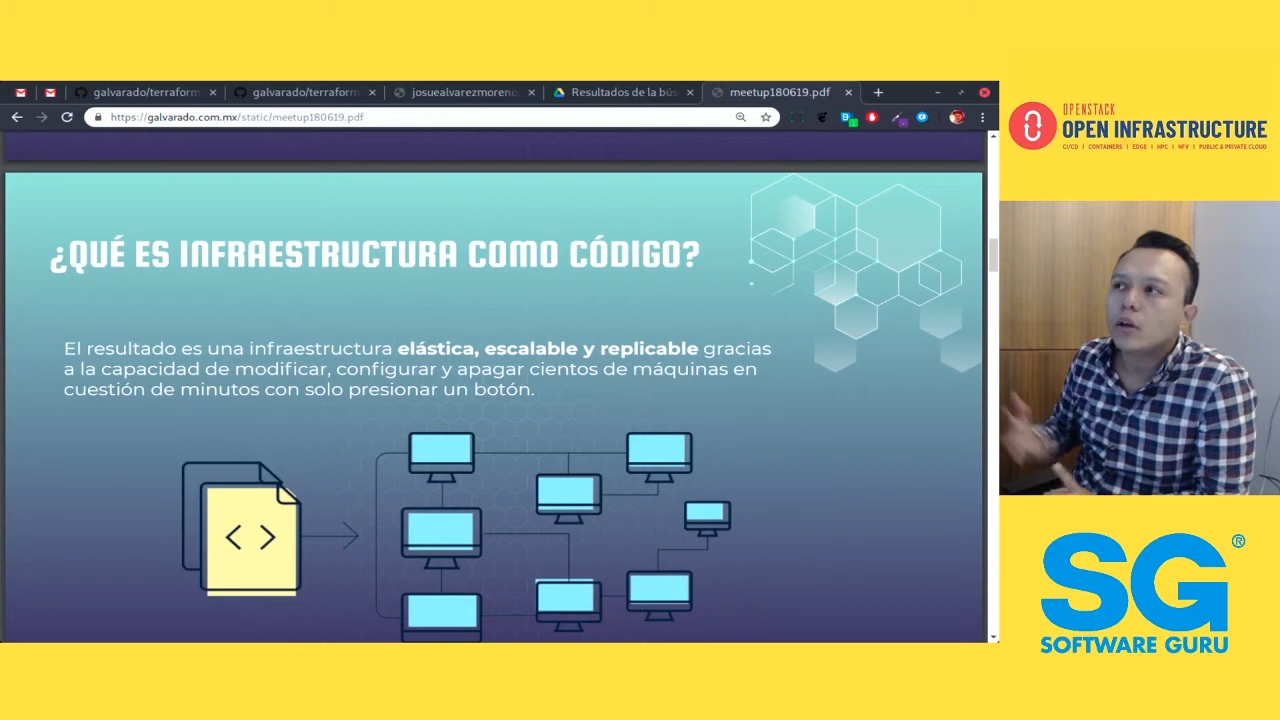 galvarado/terraform
galvarado/terraform
josuealvarezmoreno.
Resultados de la bús
meetup180619.pdf
https://galvarado.com.mx/static/meetup180619.pdf
¿QUÉ ES INFRAESTRUCTURA COMO CÓDIGO?
El resultado es una infraestructura elástica, escalable y replicable gracias
a la capacidad de modificar, configurar y apagar cientos de máquinas en
cuestión de minutos con solo presionar un botón.
< >
OPENSTACK
OPEN INFRASTRUCTURE
CI/CD | CONTAINERS | EDGE | HPC | NFV | PUBLIC & PRIVATE CLOUD
SG®
SOFTWARE GURU